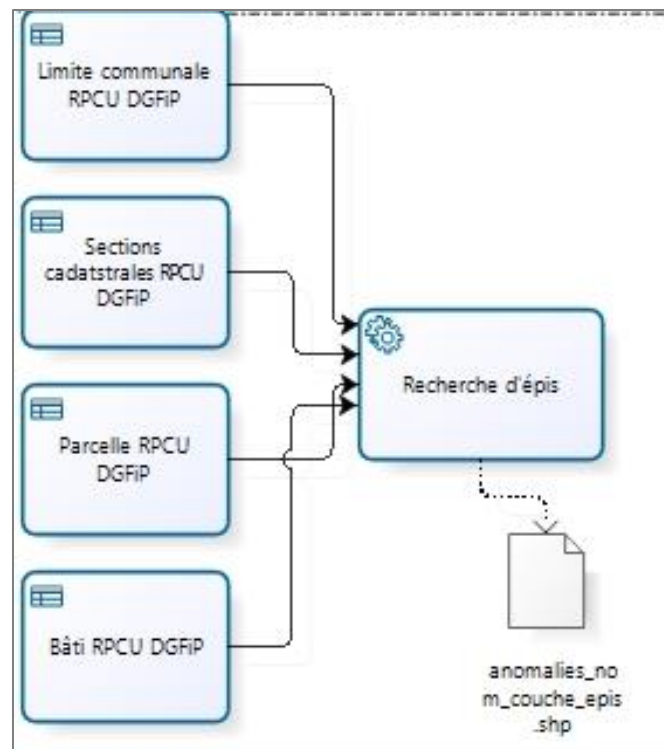 Limite communale
RPCU DGFiP
Sections
cadatstrales RPCU
DGFiP
Recherche d'épis
Parcelle RPCU
DGFiP
Bâti RPCU DGFiP
anomalies_no
m_couche_epis
.shp